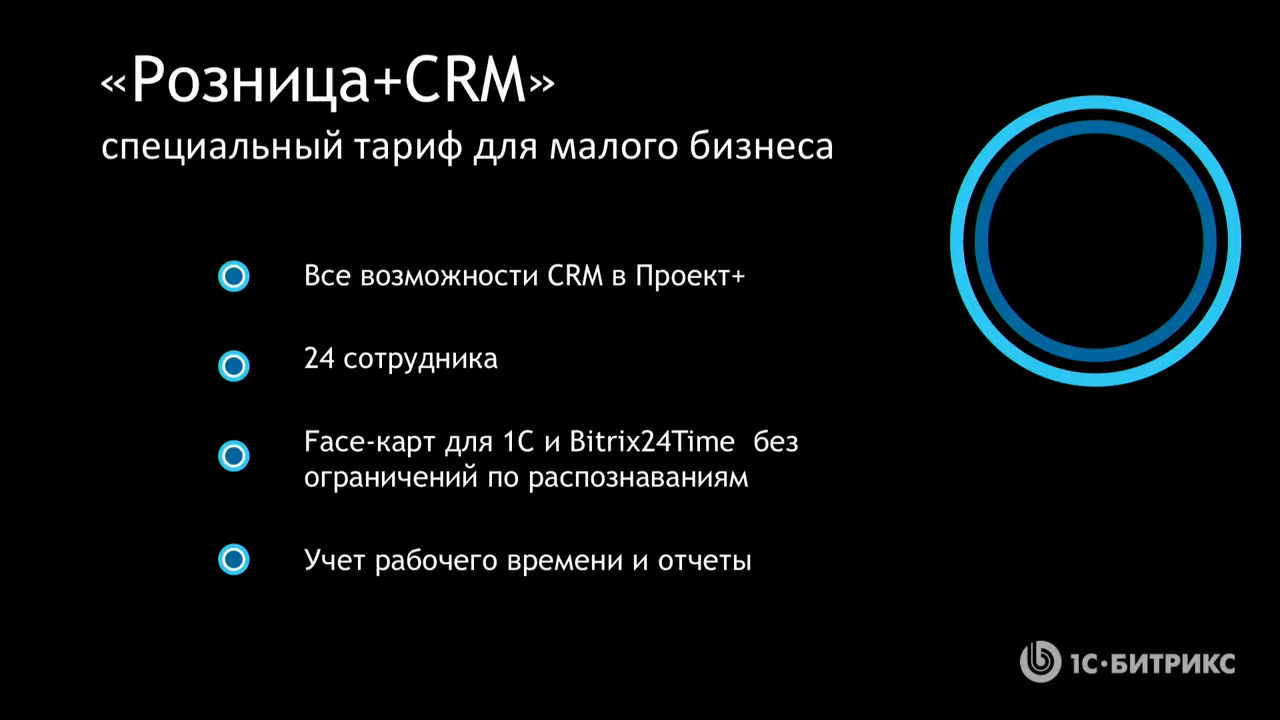 «Розница+CRM»
специальный тариф для малого бизнеса
Все возможности CRM в Проект+
24 сотрудника
Face-карт для 1С и Bitrix24Time без
ограничений по распознаваниям
Учет рабочего времени и отчеты
1С·БИТРИКС